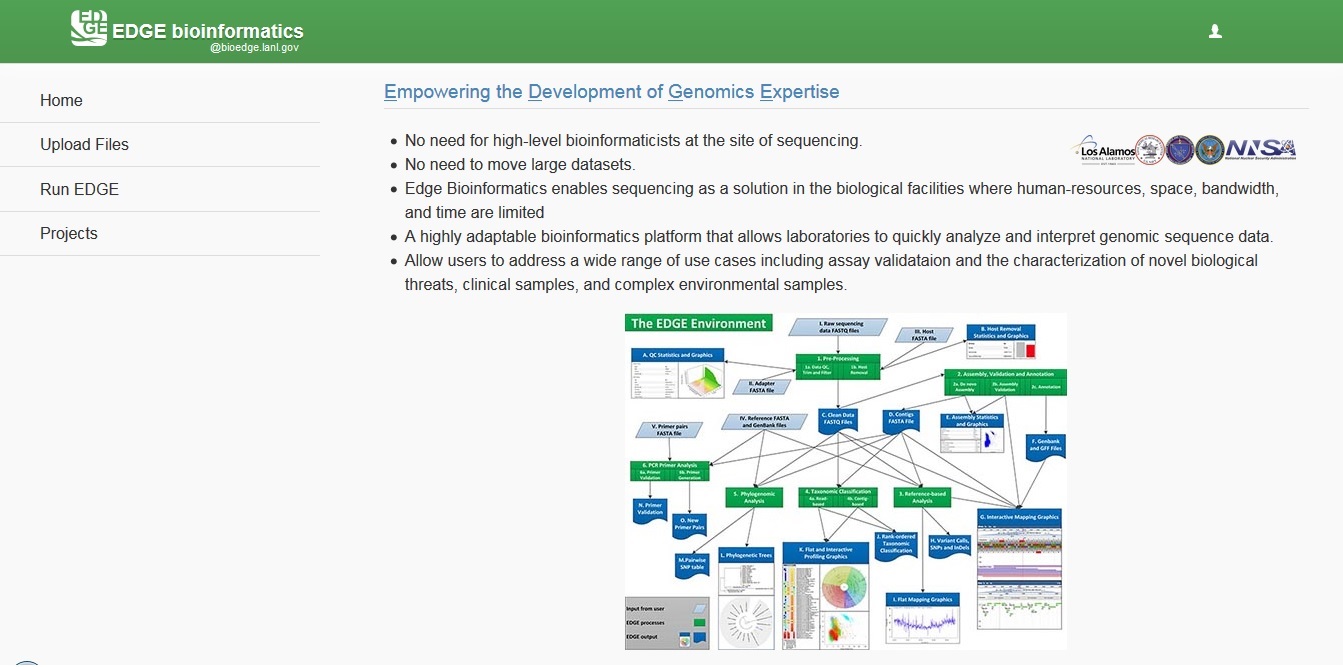 ED
GE
EDGE bioinformatics
@bioedge.lanl.gov
Home
Upload Files
Run EDGE
Projects
Empowering the Development of Genomics Expertise
No need for high-level bioinformaticists at the site of sequencing.
No need to move large datasets.
Edge Bioinformatics enables sequencing as a solution in the biological facilities where human-resources, space, bandwidth,
and time are limited
A highly adaptable bioinformatics platform that allows laboratories to quickly analyze and interpret genomic sequence data.
Allow users to address a wide range of use cases including assay validataion and the characterization of novel biological
threats, clinical samples, and complex environmental samples.
Los Alamos
NATIONAL LABORATORY
NNSA
National Nuclear Security Administration
The EDGE Environment
I. Raw sequencing
data FASTQ files
III. Host
FASTA file
B. Host Removal
Statistics and Graphics
A. QC Statistics and Graphics
1. Pre-Processing
1a. Data QC,
Trim and Filter
1b. Host
Removal
II. Adapter
FASTA file
2. Assembly, Validation and Annotation
2a. De novo
Assembly
2b. Assembly
Validation
2c. Annotation
IV. Reference FASTA
and GenBank files
C. Clean Data
FASTQ Files
D. Contigs
FASTA File
E. Assembly Statistics
and Graphics
V. Primer pairs
FASTA file
F. Genbank
and GFF Files
6. PCR Primer Analysis
6a. Primer
Validation
6b. Primer
Generation
5. Phylogenomic
Analysis
4. Taxonomic Classification
4a. Read-
based
4b. Contig-
based
3. Reference-based
Analysis
N. Primer
Validation
O. New
Primer Pairs
G. Interactive Mapping Graphics
M.Pairwise
SNP table
L. Phylogenetic Trees
K. Flat and Interactive
Profiling Graphics
J. Rank-ordered
Taxonomic
Classification
H. Variant Calls,
SNPs and InDels
I. Flat Mapping Graphics
Input from user
EDGE processes
EDGE output